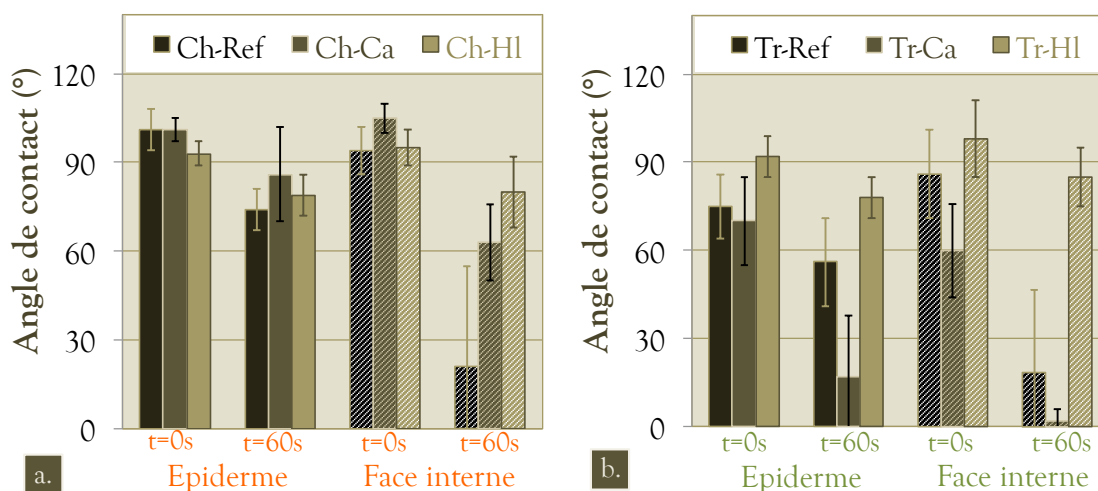 Ch-Ref Ch-Ca Ch-Hl
Angle de contact (°)
120
90
60
30
0
t=0s t=60s t=0s t=60s
Epiderme Face interne
a.
Tr-Ref Tr-Ca Tr-Hl
Angle de contact (°)
120
90
60
30
0
t=0s t=60s t=0s t=60s
Epiderme Face interne
b.